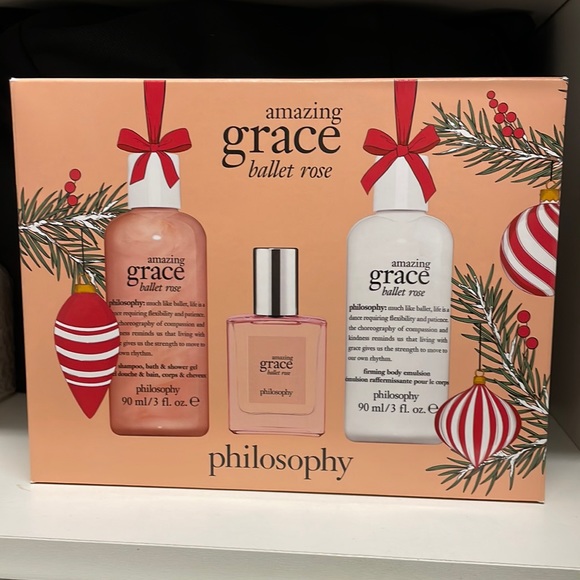 amazing
grace
ballet rose
amazing
grace
ballet rose
philosophy: much like ballet, life is a
dance requiring flexibility and patience.
the choreography of compassion and
kindness reminds us that living with
grace gives us the strength to move to
our own rhythm.
shampoo, bath & shower gel
douche & bain, corps & cheveux
philosophy
90 ml/3 fl. oz. ℮
amazing
grace
ballet rose
philosophy
amazing
grace
ballet rose
philosophy: much like ballet, life is a
dance requiring flexibility and patience.
the choreography of compassion and
kindness reminds us that living with
grace gives us the strength to move to
our own rhythm.
firming body emulsion
émulsion raffermissante pour le corps
philosophy
90 ml/3 fl. oz. ℮
philosophy